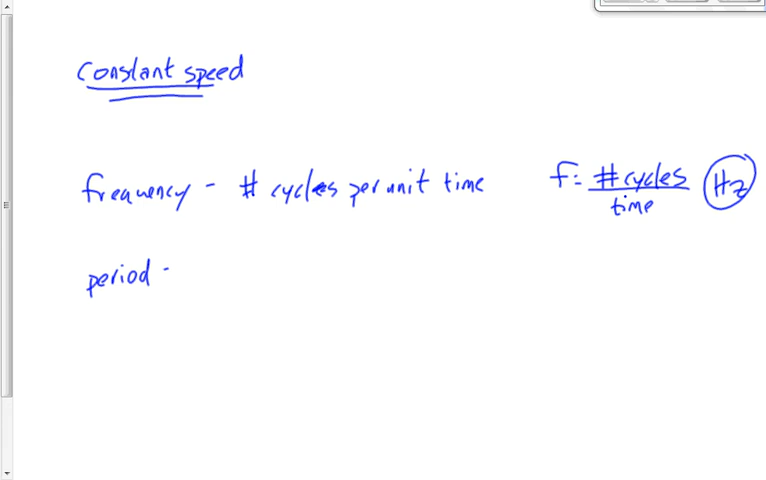 Constant speed
frequency - # cycles per unit time f = # cycles / time Hz
period -